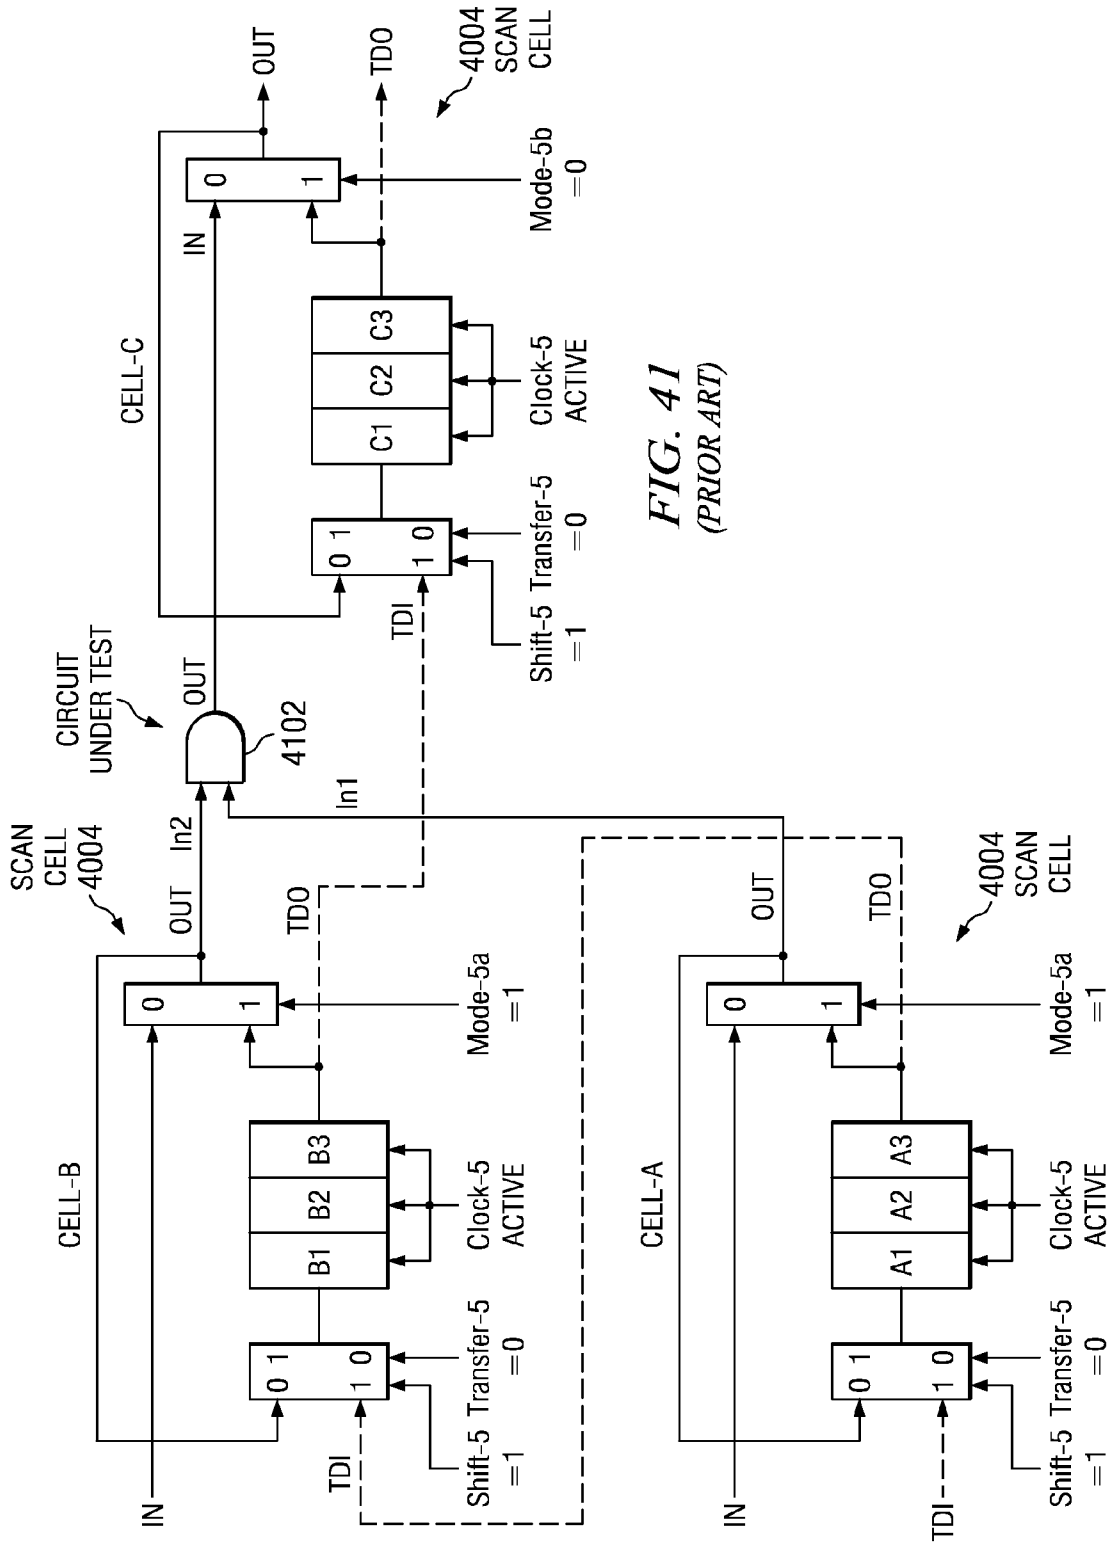 SCAN
CELL
4004
CELL-B
IN
OUT
In2
0
1
TDI
0 1
1 0
B1
B2
B3
TDO
Shift-5
=1
Transfer-5
=0
Clock-5
ACTIVE
Mode-5a
=1
CIRCUIT
UNDER TEST
OUT
4102
In1
CELL-A
IN
OUT
0
1
TDI
0 1
1 0
A1
A2
A3
TDO
Shift-5
=1
Transfer-5
=0
Clock-5
ACTIVE
Mode-5a
=1
4004
SCAN
CELL
CELL-C
IN
OUT
0
1
TDI
0 1
1 0
C1
C2
C3
TDO
Shift-5
=1
Transfer-5
=0
Clock-5
ACTIVE
Mode-5b
=0
4004
SCAN
CELL
FIG. 41
(PRIOR ART)